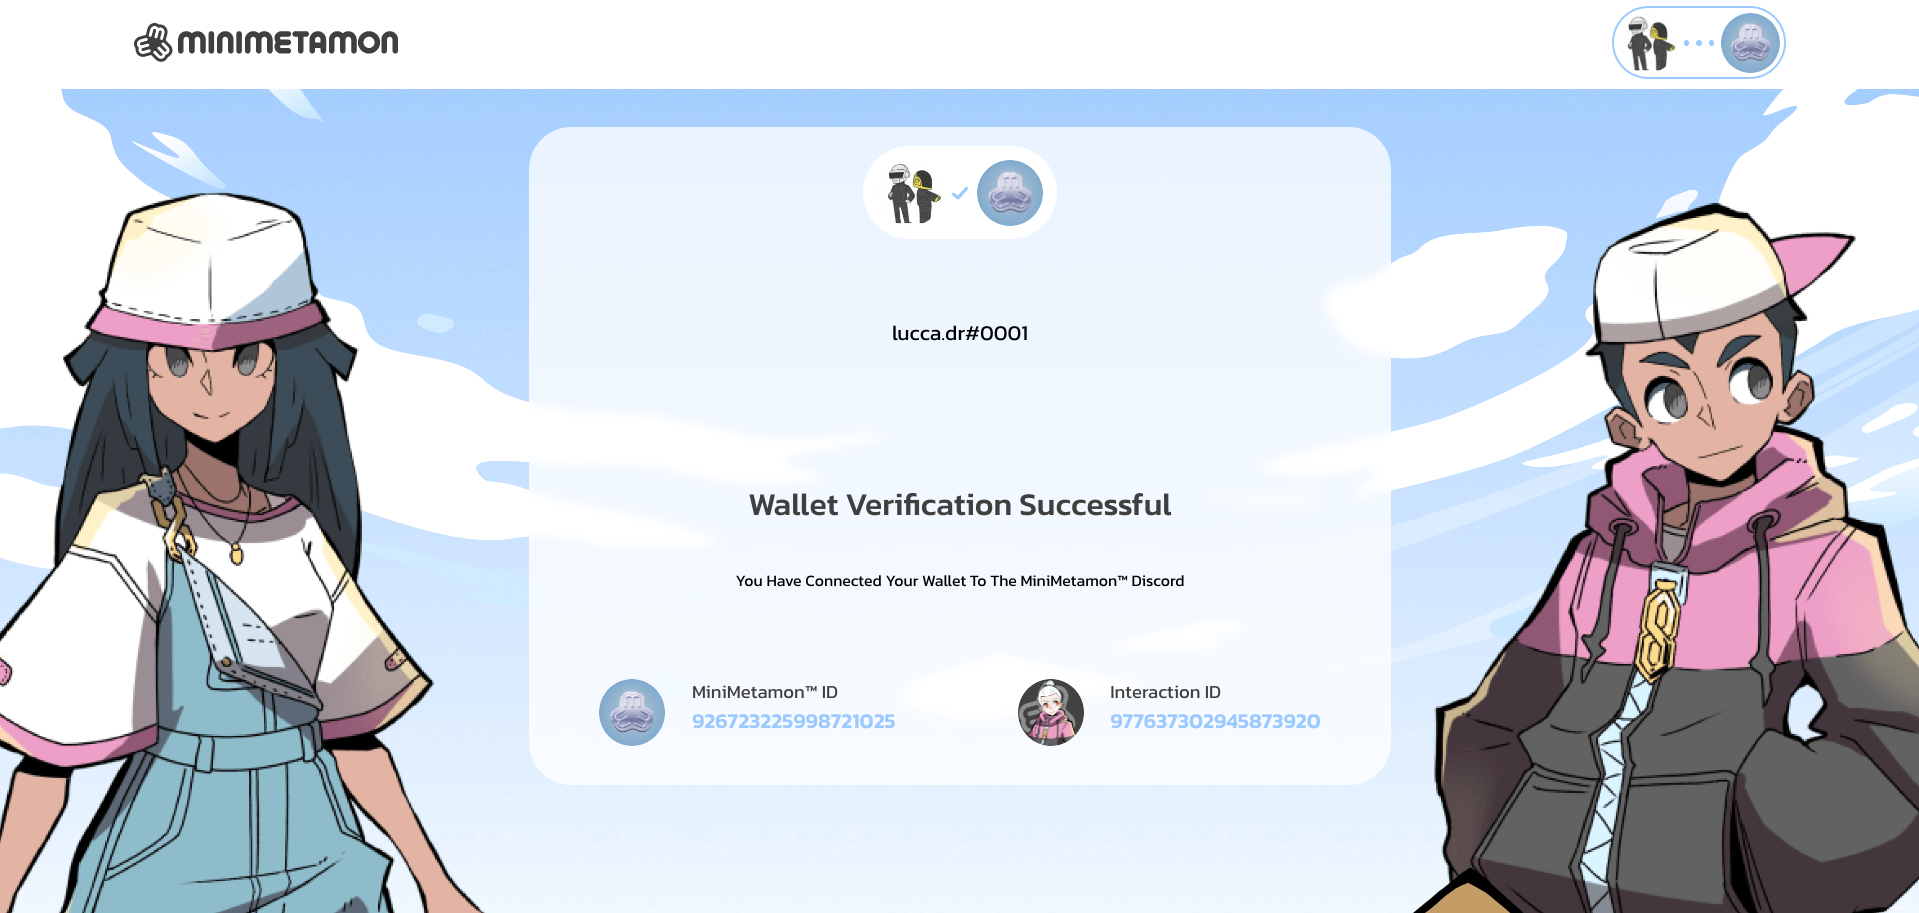 MINIMETAMON
lucca.dr#0001
Wallet Verification Successful
You Have Connected Your Wallet To The MiniMetamon™ Discord
MiniMetamon™ ID
926723225998721025
Interaction ID
977637302945873920